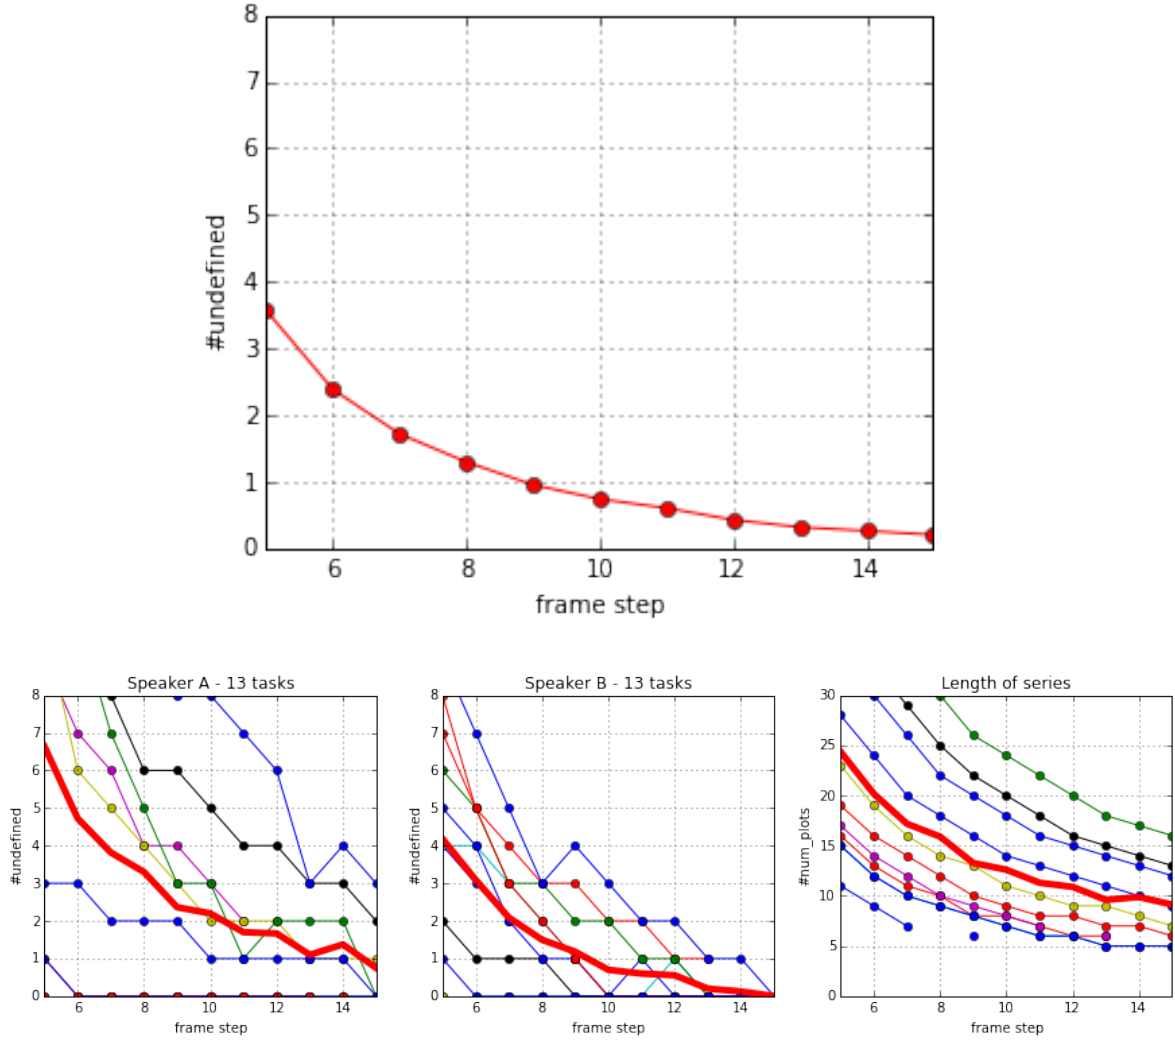 8
7
6
5
4
3
2
1
0
#undefined
6 8 10 12 14
frame step
Speaker A - 13 tasks
8
7
6
5
4
3
2
1
0
#undefined
6 8 10 12 14
frame step
Speaker B - 13 tasks
8
7
6
5
4
3
2
1
0
#undefined
6 8 10 12 14
frame step
Length of series
30
25
20
15
10
5
0
#num_plots
6 8 10 12 14
frame step